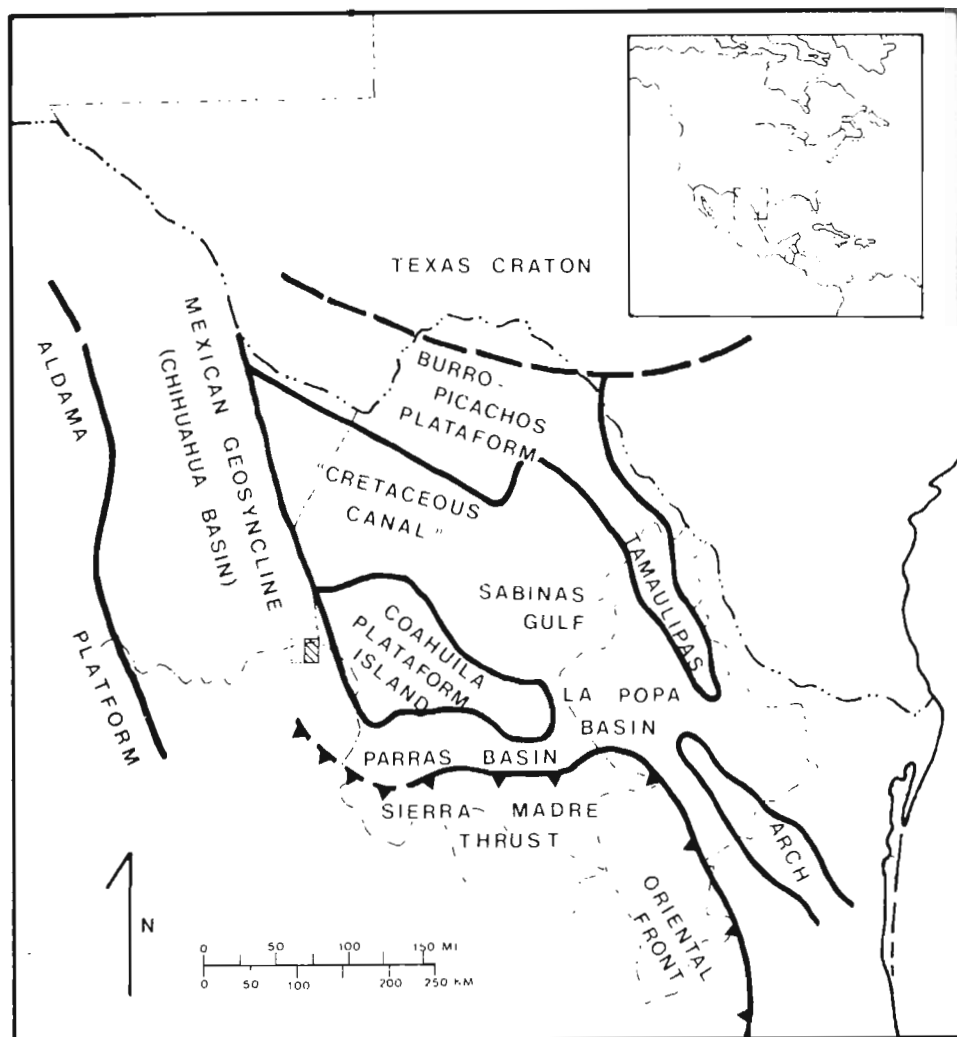 TEXAS CRATON
MEXICAN GEOSYNCLINE
(CHIHUAHUA BASIN)
ALDAMA
PLATFORM
BURRO-
PICACHOS
PLATAFORM
"CRETACEOUS
CANAL"
SABINAS
GULF
TAMAULIPAS
COAHUILA
PLATAFORM
ISLAND
LA POPA
BASIN
PARRAS BASIN
SIERRA MADRE
THRUST
ARCH
ORIENTAL
FRONT
N
0 50 100 150 MI
0 50 100 200 250 KM